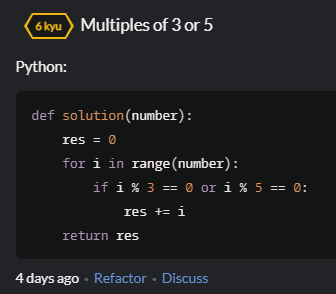 6 kyu Multiples of 3 or 5
Python:
def solution(number):
    res = 0
    for i in range(number):
        if i % 3 == 0 or i % 5 == 0:
            res += i
    return res
4 days ago • Refactor • Discuss